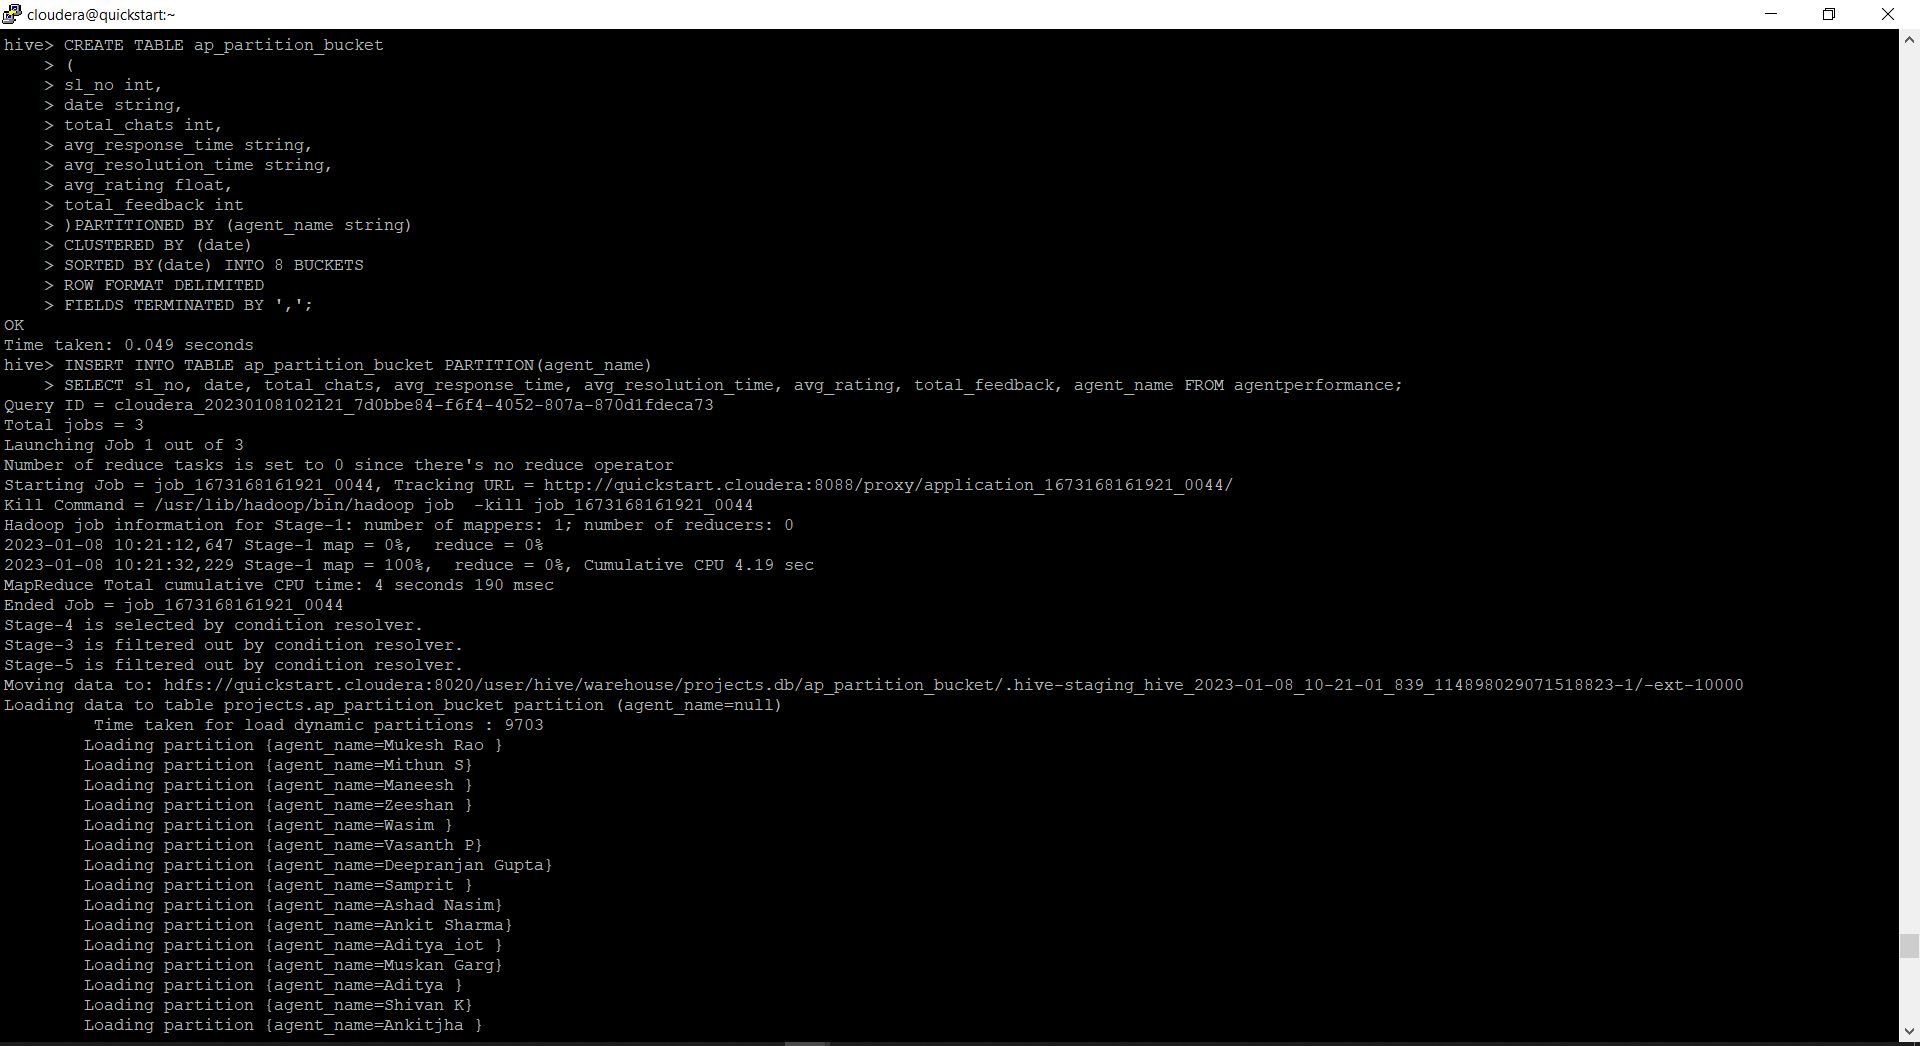 cloudera@quickstart:~
hive> CREATE TABLE ap_partition_bucket
    > (
    > sl_no int,
    > date string,
    > total_chats int,
    > avg_response_time string,
    > avg_resolution_time string,
    > avg_rating float,
    > total_feedback int
    > )PARTITIONED BY (agent_name string)
    > CLUSTERED BY (date)
    > SORTED BY(date) INTO 8 BUCKETS
    > ROW FORMAT DELIMITED
    > FIELDS TERMINATED BY ',';
OK
Time taken: 0.049 seconds
hive> INSERT INTO TABLE ap_partition_bucket PARTITION(agent_name)
    > SELECT sl_no, date, total_chats, avg_response_time, avg_resolution_time, avg_rating, total_feedback, agent_name FROM agentperformance;
Query ID = cloudera_20230108102121_7d0bbe84-f6f4-4052-807a-870d1fdeca73
Total jobs = 3
Launching Job 1 out of 3
Number of reduce tasks is set to 0 since there's no reduce operator
Starting Job = job_1673168161921_0044, Tracking URL = http://quickstart.cloudera:8088/proxy/application_1673168161921_0044/
Kill Command = /usr/lib/hadoop/bin/hadoop job  -kill job_1673168161921_0044
Hadoop job information for Stage-1: number of mappers: 1; number of reducers: 0
2023-01-08 10:21:12,647 Stage-1 map = 0%,  reduce = 0%
2023-01-08 10:21:32,229 Stage-1 map = 100%,  reduce = 0%, Cumulative CPU 4.19 sec
MapReduce Total cumulative CPU time: 4 seconds 190 msec
Ended Job = job_1673168161921_0044
Stage-4 is selected by condition resolver.
Stage-3 is filtered out by condition resolver.
Stage-5 is filtered out by condition resolver.
Moving data to: hdfs://quickstart.cloudera:8020/user/hive/warehouse/projects.db/ap_partition_bucket/.hive-staging_hive_2023-01-08_10-21-01_839_114898029071518823-1/-ext-10000
Loading data to table projects.ap_partition_bucket partition (agent_name=null)
         Time taken for load dynamic partitions : 9703
        Loading partition {agent_name=Mukesh Rao }
        Loading partition {agent_name=Mithun S}
        Loading partition {agent_name=Maneesh }
        Loading partition {agent_name=Zeeshan }
        Loading partition {agent_name=Wasim }
        Loading partition {agent_name=Vasanth P}
        Loading partition {agent_name=Deepranjan Gupta}
        Loading partition {agent_name=Samprit }
        Loading partition {agent_name=Ashad Nasim}
        Loading partition {agent_name=Ankit Sharma}
        Loading partition {agent_name=Aditya_iot }
        Loading partition {agent_name=Muskan Garg}
        Loading partition {agent_name=Aditya }
        Loading partition {agent_name=Shivan K}
        Loading partition {agent_name=Ankitjha }